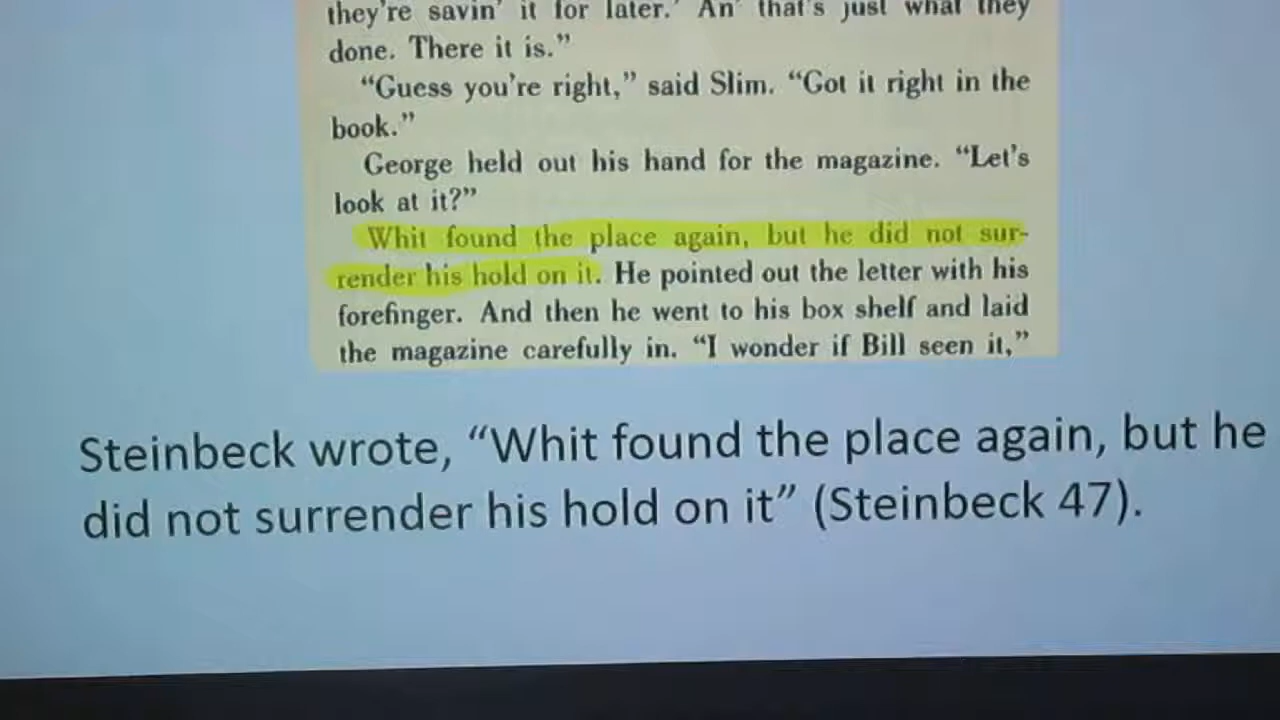 they're savin' it for later.' An' that's just what they
done. There it is.”
“Guess you're right,” said Slim. “Got it right in the
book.”
George held out his hand for the magazine. “Let's
look at it?”
Whit found the place again, but he did not sur-
render his hold on it. He pointed out the letter with his
forefinger. And then he went to his box shelf and laid
the magazine carefully in. “I wonder if Bill seen it,”
Steinbeck wrote, “Whit found the place again, but he
did not surrender his hold on it” (Steinbeck 47).